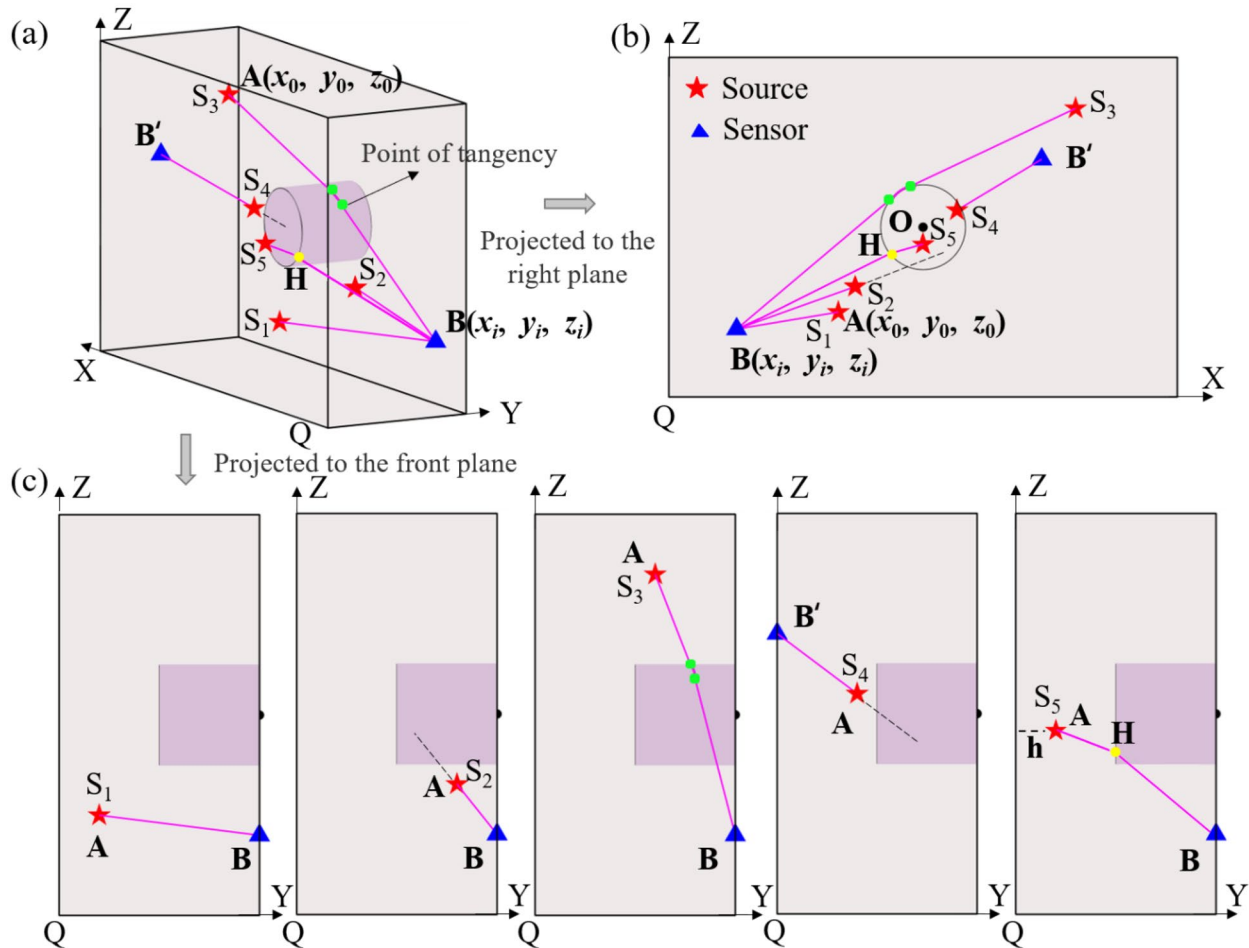 (a)
Z
A(x₀, y₀, z₀)
S₃
B′
Point of tangency
S₄
S₅
H
S₂
S₁
B(xᵢ, yᵢ, zᵢ)
X
Y
Q
Projected to the
right plane
(b)
Z
Source
Sensor
S₃
B′
O
S₄
S₅
H
S₂
S₁
A(x₀, y₀, z₀)
B(xᵢ, yᵢ, zᵢ)
X
Q
Projected to the front plane
(c)
Z
S₁
A
B
Y
Q
Z
A
S₂
B
Y
Q
Z
A
S₃
B
Y
Q
Z
B′
S₄
A
Y
Q
Z
S₅
A
H
h
B
Y
Q